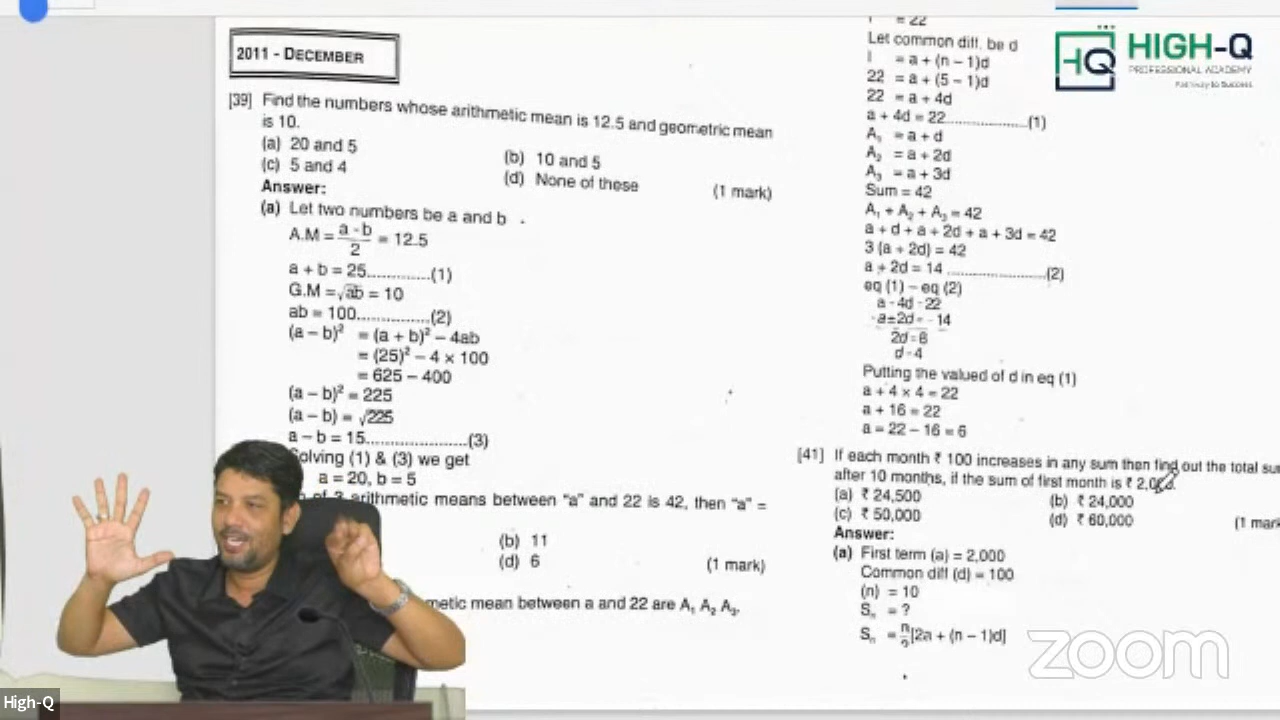 2011 - DECEMBER
[39] Find the numbers whose arithmetic mean is 12.5 and geometric mean
is 10.
(a) 20 and 5
(b) 10 and 5
(c) 5 and 4
(d) None of these (1 mark)
Answer:
(a) Let two numbers be a and b
A.M = a - b / 2 = 12.5
a + b = 25...............(1)
G.M = √ab = 10
ab = 100.................(2)
(a – b)² = (a + b)² – 4ab
= (25)² – 4 × 100
= 625 – 400
(a – b)² = 225
(a – b) = √225
a – b = 15........................(3)
Solving (1) & (3) we get
a = 20, b = 5
of 3 arithmetic means between "a" and 22 is 42, then "a" =
(b) 11
(d) 6 (1 mark)
metic mean between a and 22 are A₁ A₂ A₃.
= 22
Let common diff. be d
l = a + (n – 1)d
22 = a + (5 – 1)d
22 = a + 4d
a + 4d = 22........................(1)
A₁ = a + d
A₂ = a + 2d
A₃ = a + 3d
Sum = 42
A₁ + A₂ + A₃ = 42
a + d + a + 2d + a + 3d = 42
3 (a + 2d) = 42
a + 2d = 14 ............................(2)
eq (1) – eq (2)
a - 4d - 22
-a ± 2d = - 14
2d = 8
d - 4
Putting the valued of d in eq (1)
a + 4 × 4 = 22
a + 16 = 22
a = 22 – 16 = 6
[41] If each month ₹ 100 increases in any sum then find out the total su
after 10 months, if the sum of first month is ₹
(a) ₹ 24,500
(b) ₹ 24,000
(c) ₹ 50,000
(d) ₹ 60,000 (1 mark
Answer:
(a) First term (a) = 2,000
Common diff (d) = 100
(n) = 10
Sₙ = ?
Sₙ = n/2 [2a + (n – 1)d]
HQ
HIGH-Q
PROFESSIONAL ACADEMY
Pathway to Success
zoom
High-Q